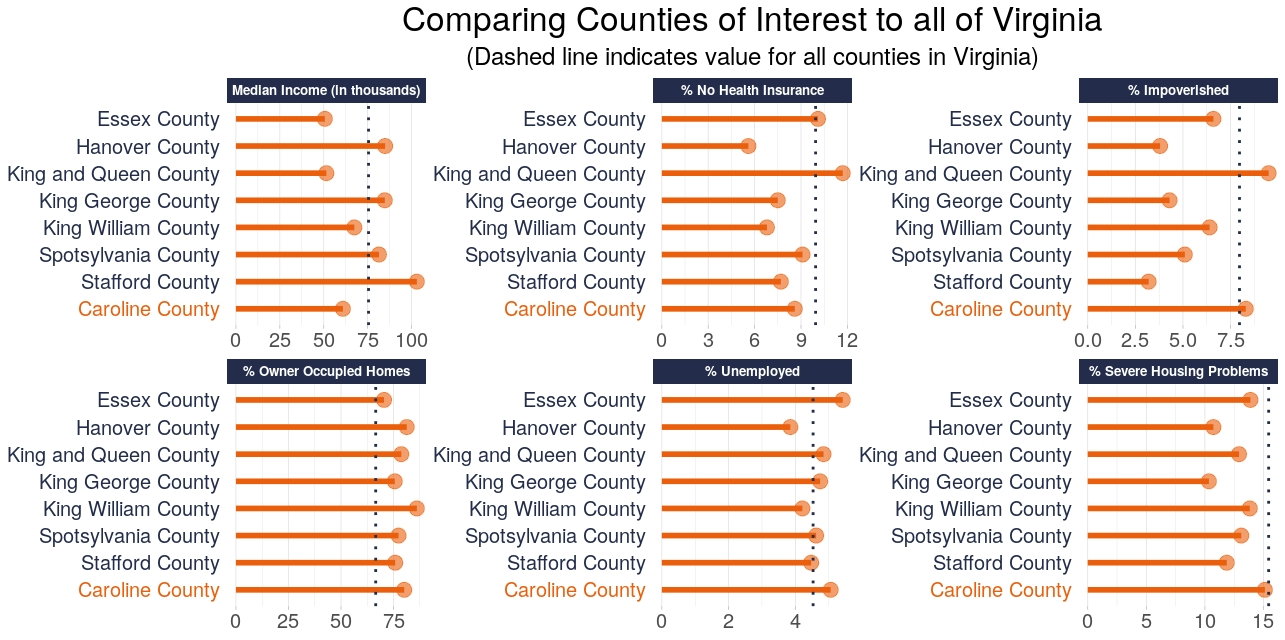 Comparing Counties of Interest to all of Virginia
(Dashed line indicates value for all counties in Virginia)
Median Income (in thousands)
Essex County
Hanover County
King and Queen County
King George County
King William County
Spotsylvania County
Stafford County
Caroline County
0 25 50 75 100
% No Health Insurance
Essex County
Hanover County
King and Queen County
King George County
King William County
Spotsylvania County
Stafford County
Caroline County
0 3 6 9 12
% Impoverished
Essex County
Hanover County
King and Queen County
King George County
King William County
Spotsylvania County
Stafford County
Caroline County
0.0 2.5 5.0 7.5
% Owner Occupied Homes
Essex County
Hanover County
King and Queen County
King George County
King William County
Spotsylvania County
Stafford County
Caroline County
0 25 50 75
% Unemployed
Essex County
Hanover County
King and Queen County
King George County
King William County
Spotsylvania County
Stafford County
Caroline County
0 2 4
% Severe Housing Problems
Essex County
Hanover County
King and Queen County
King George County
King William County
Spotsylvania County
Stafford County
Caroline County
0 5 10 15